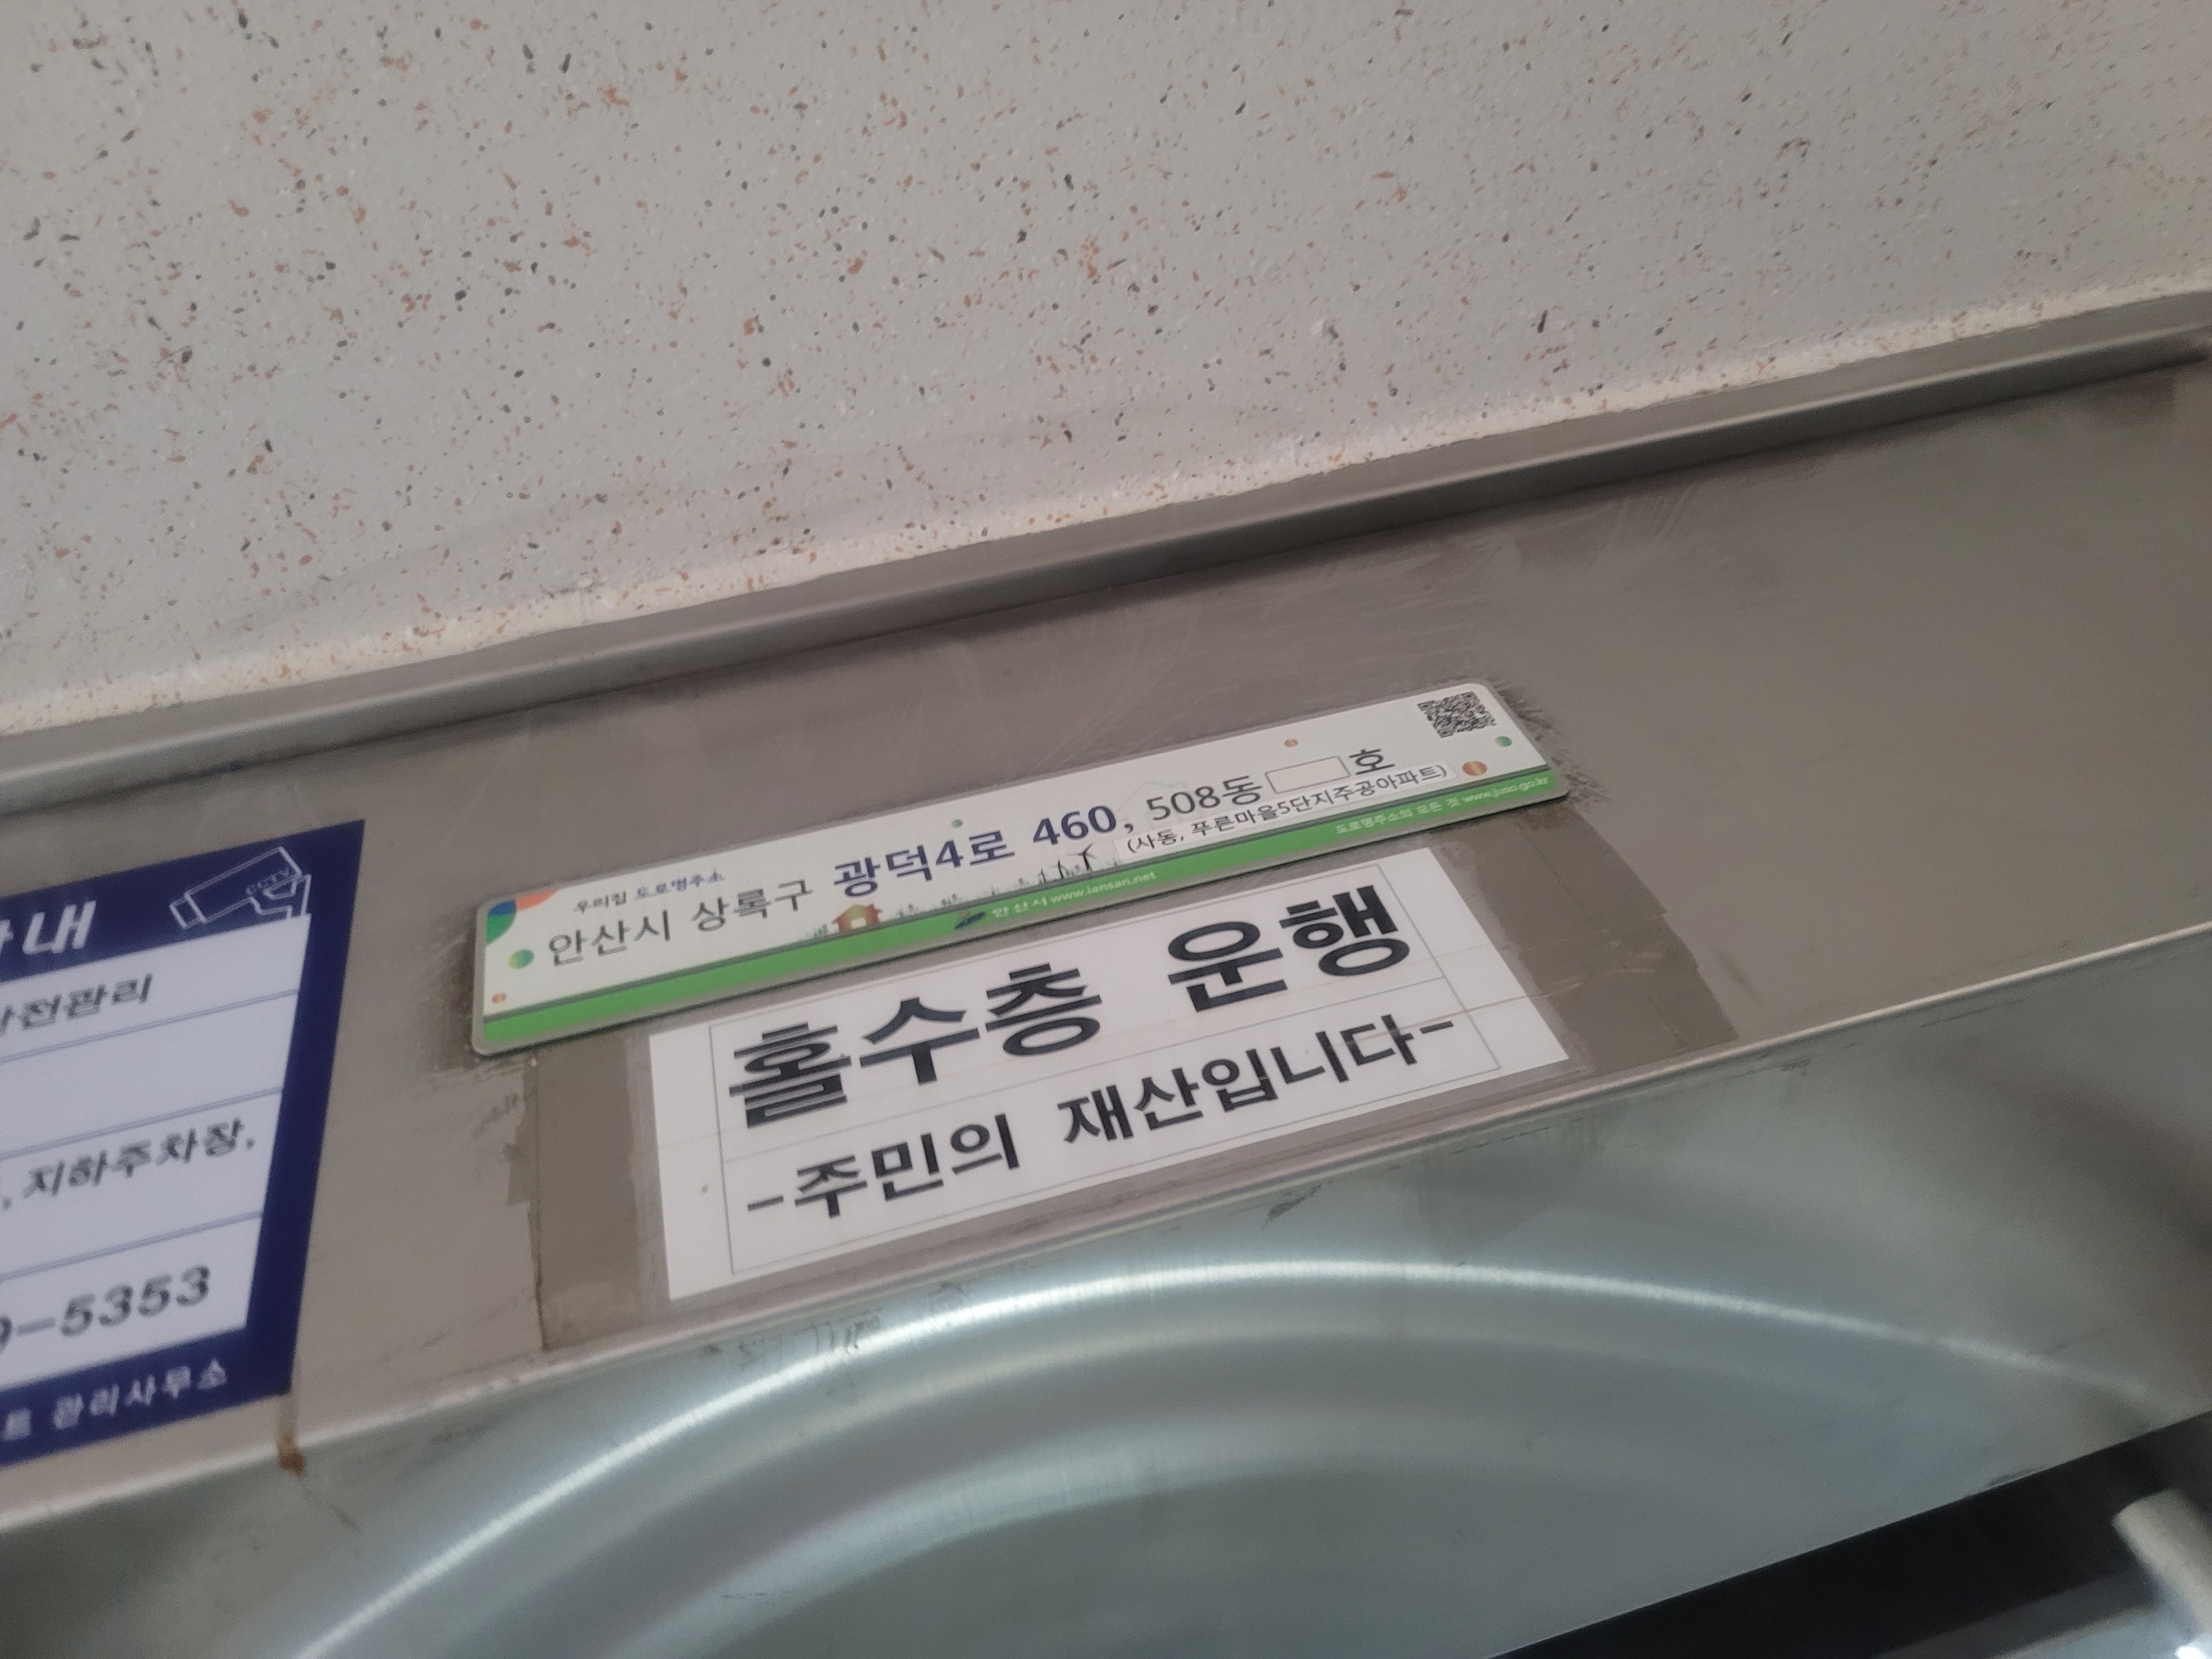 우리집 도로명주소
안산시 상록구 광덕4로 460, 508동 호
(사동, 푸른마을5단지주공아파트)
안산시 www.iansan.net
도로명주소의 모든 것 www.juso.go.kr
홀수층 운행
-주민의 재산입니다-
내
CCTV
전관리
, 지하주차장,
-5353
트 관리사무소